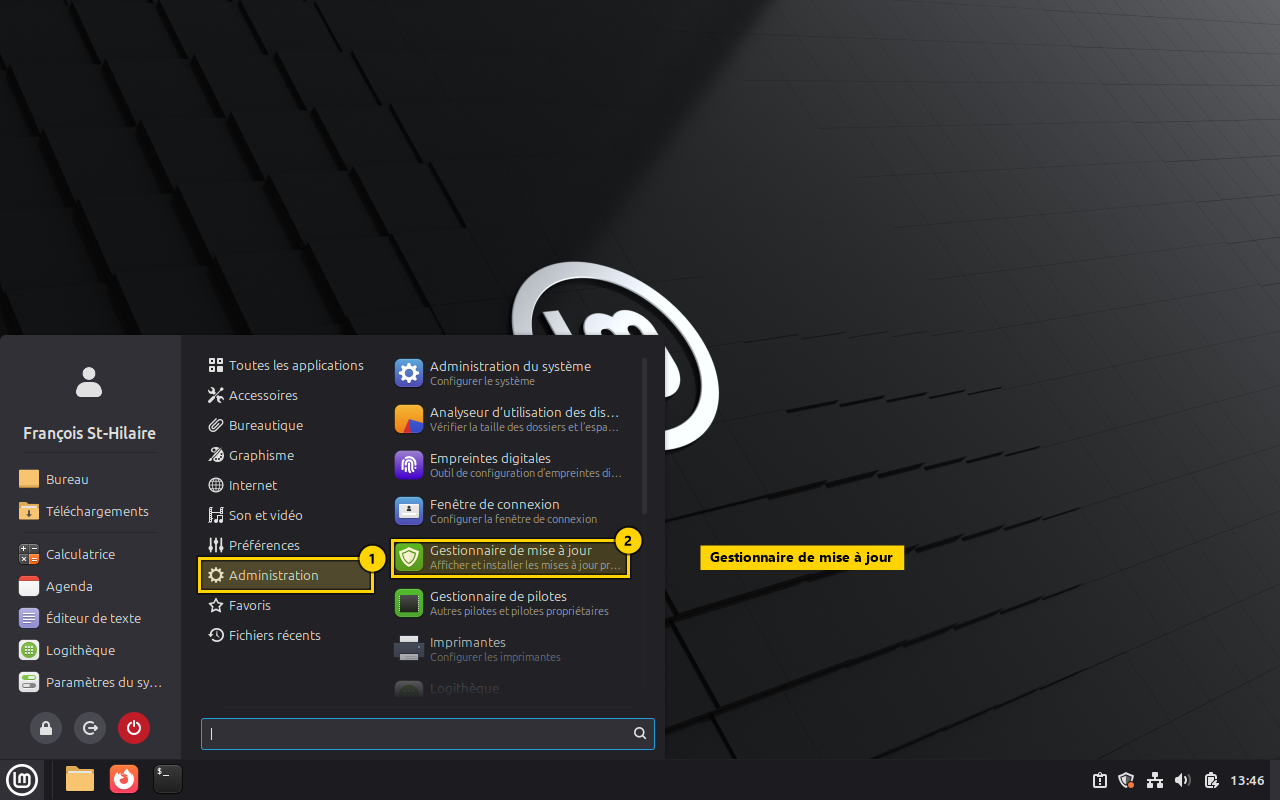 François St-Hilaire
Bureau
Téléchargements
Calculatrice
Agenda
Éditeur de texte
Logithèque
Paramètres du sy…
Toutes les applications
Accessoires
Bureautique
Graphisme
Internet
Son et vidéo
Préférences
Administration
1
Favoris
Fichiers récents
Administration du système
Configurer le système
Analyseur d’utilisation des dis…
Vérifier la taille des dossiers et l’espa…
Empreintes digitales
Outil de configuration d’empreintes di…
Fenêtre de connexion
Configurer la fenêtre de connexion
2
Gestionnaire de mise à jour
Afficher et installer les mises à jour pr…
Gestionnaire de pilotes
Autres pilotes et pilotes propriétaires
Imprimantes
Configurer les imprimantes
Logithèque
Gestionnaire de mise à jour
$_
13:46